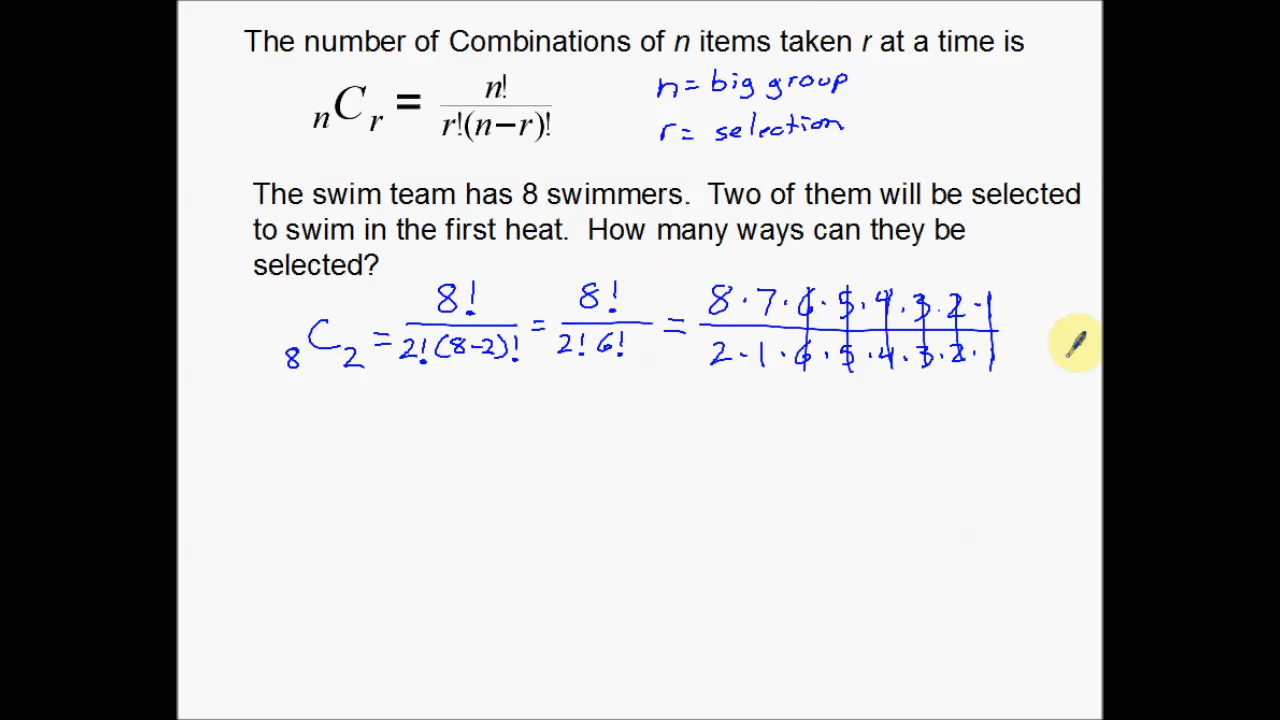 The number of Combinations of n items taken r at a time is
nCr = n! / r!(n−r)!
n = big group
r = selection
The swim team has 8 swimmers. Two of them will be selected
to swim in the first heat. How many ways can they be
selected?
8C2 = 8! / 2!(8-2)! = 8! / 2! 6! = 8·7·6·5·4·3·2·1 / 2·1·6·5·4·3·2·1